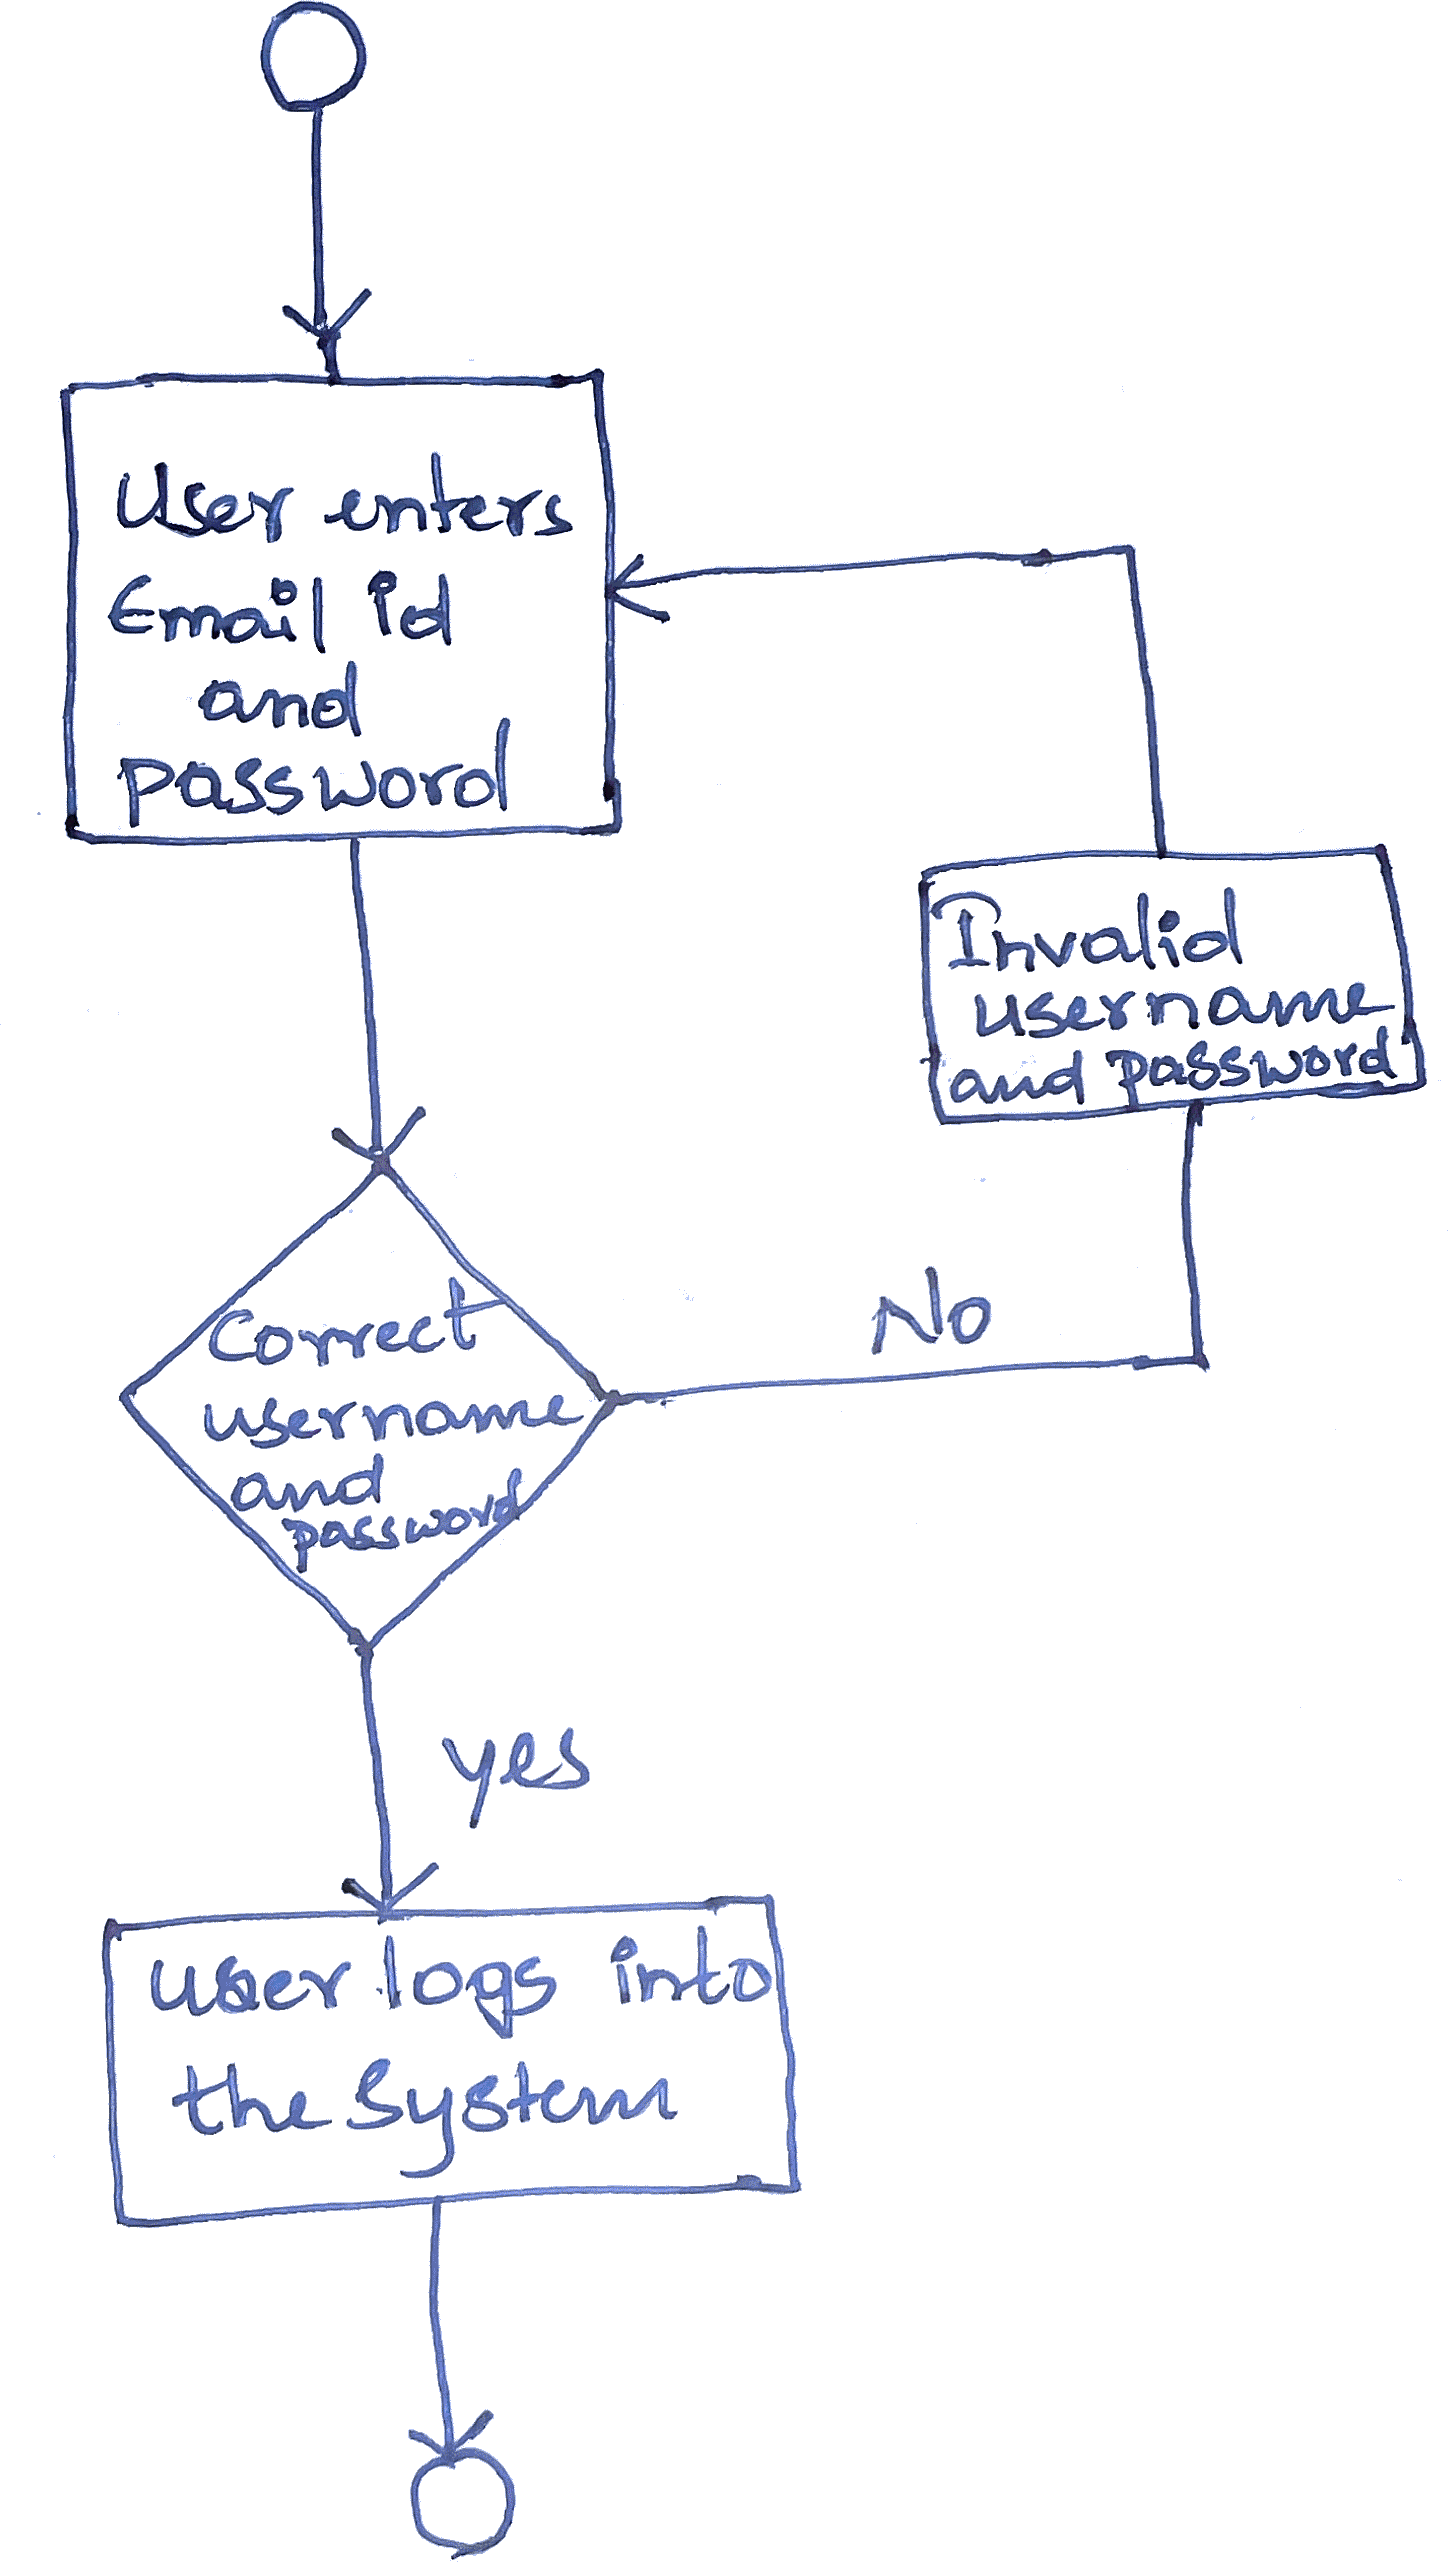 User enters
Email id
and
password
Invalid
username
and password
Correct
username
and
password
No
yes
user logs into
the System